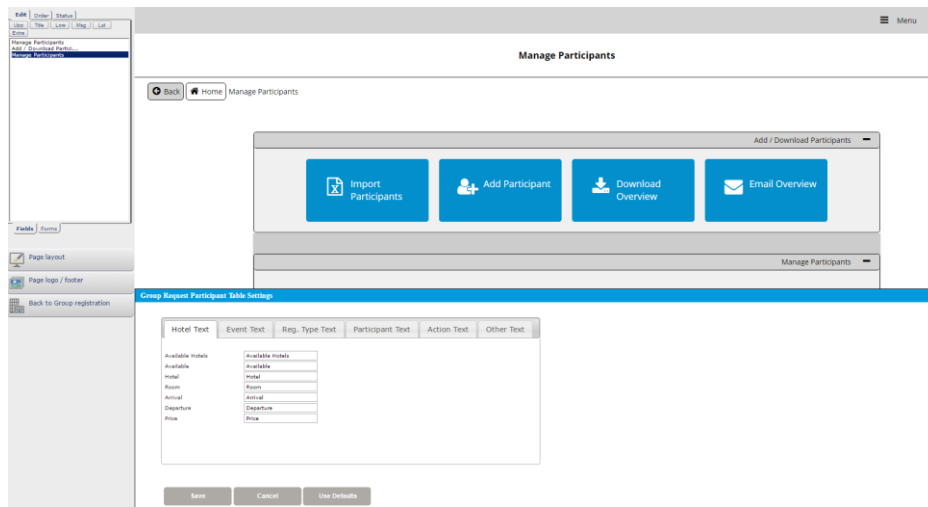 Edit Order Status
Upp Title Low Msg Lst
Extra
Manage Participants
Add / Download Partici...
Manage Participants
Fields Forms
Page layout
Page logo / footer
Back to Group registration
Menu
Manage Participants
Back Home Manage Participants
Add / Download Participants
Import Participants
Add Participant
Download Overview
Email Overview
Manage Participants
Group Request Participant Table Settings
Hotel Text Event Text Reg. Type Text Participant Text Action Text Other Text
Available Hotels Available Hotels
Available Available
Hotel Hotel
Room Room
Arrival Arrival
Departure Departure
Price Price
Save Cancel Use Defaults